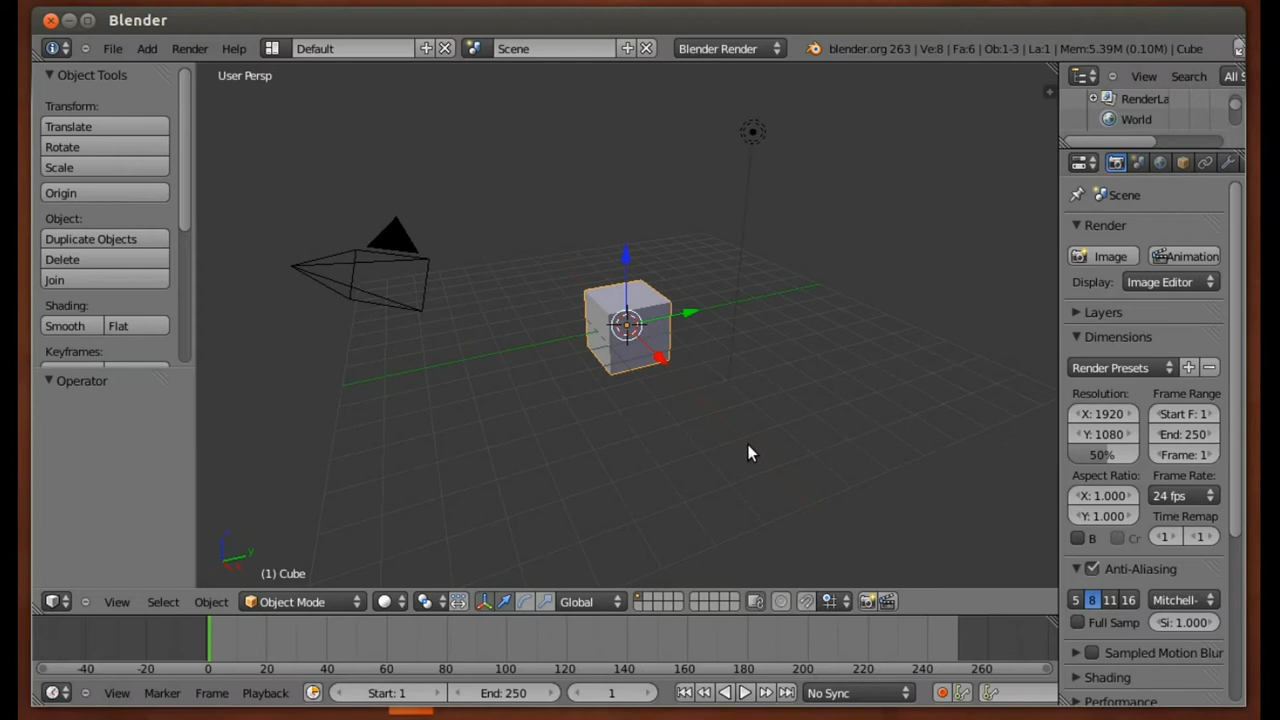 Blender
File Add Render Help Default Scene Blender Render blender.org 263 | Ve:8 | Fa:6 | Ob:1-3 | La:1 | Mem:5.39M (0.10M) | Cube
Object Tools
Transform:
Translate
Rotate
Scale
Origin
Object:
Duplicate Objects
Delete
Join
Shading:
Smooth Flat
Keyframes:
Operator
User Persp
y
(1) Cube
View Select Object Object Mode Global
-40 -20 0 20 40 60 80 100 120 140 160 180 200 220 240 260
View Marker Frame Playback Start: 1 End: 250 1 No Sync
View Search All S
RenderLa
World
Scene
Render
Image Animation
Display: Image Editor
Layers
Dimensions
Render Presets
Resolution: Frame Range
X: 1920 Start F: 1
Y: 1080 End: 250
50% Frame: 1
Aspect Ratio: Frame Rate:
X: 1.000 24 fps
Y: 1.000 Time Remap
B Cr 1 1
Anti-Aliasing
5 8 11 16 Mitchell-
Full Samp Si: 1.000
Sampled Motion Blur
Shading
Performance